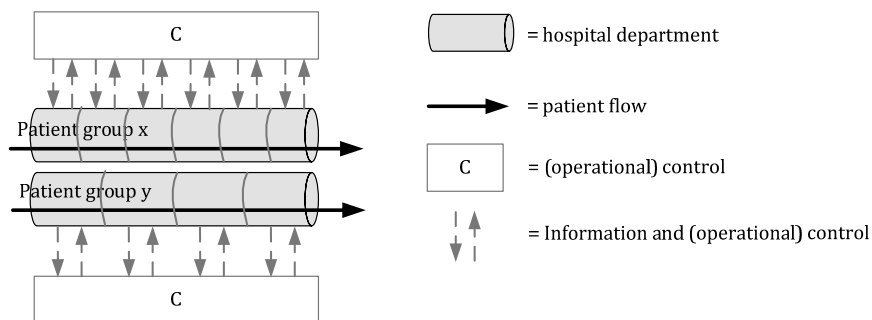 C
Patient group x
Patient group y
C
= hospital department
= patient flow
C
= (operational) control
= Information and (operational) control